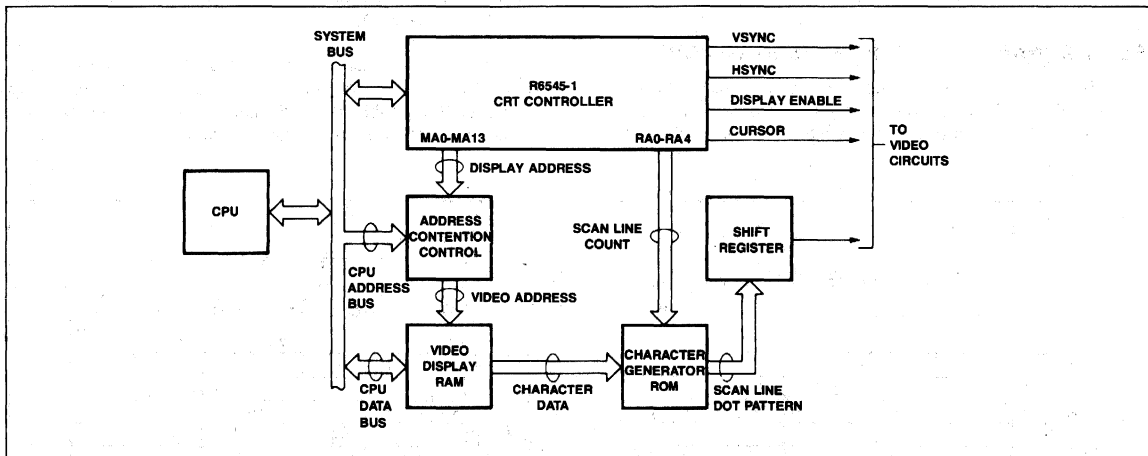 SYSTEM
BUS
R6545-1
CRT CONTROLLER
MA0-MA13
RA0-RA4
VSYNC
HSYNC
DISPLAY ENABLE
CURSOR
TO
VIDEO
CIRCUITS
DISPLAY ADDRESS
CPU
ADDRESS
CONTENTION
CONTROL
SCAN LINE
COUNT
SHIFT
REGISTER
CPU
ADDRESS
BUS
VIDEO ADDRESS
VIDEO
DISPLAY
RAM
CHARACTER
GENERATOR
ROM
CPU
DATA
BUS
CHARACTER
DATA
SCAN LINE
DOT PATTERN